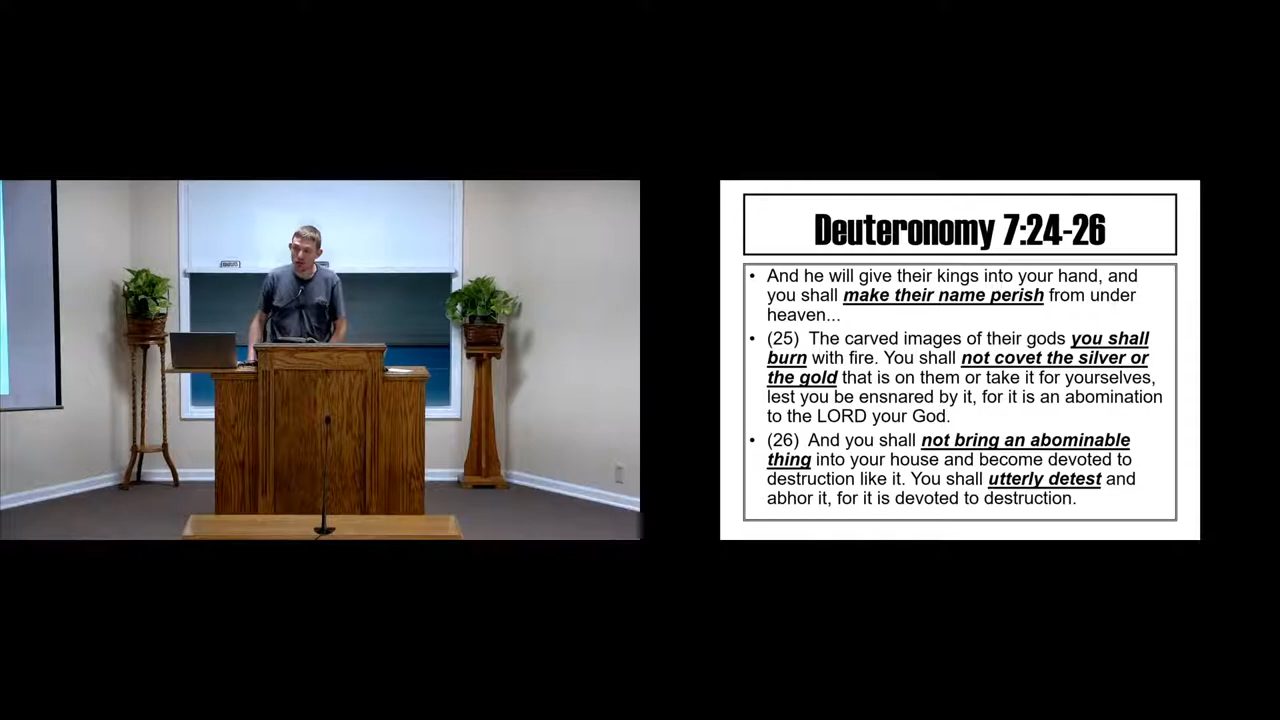 Deuteronomy 7:24-26
• And he will give their kings into your hand, and
you shall make their name perish from under
heaven...
• (25) The carved images of their gods you shall
burn with fire. You shall not covet the silver or
the gold that is on them or take it for yourselves,
lest you be ensnared by it, for it is an abomination
to the LORD your God.
• (26) And you shall not bring an abominable
thing into your house and become devoted to
destruction like it. You shall utterly detest and
abhor it, for it is devoted to destruction.